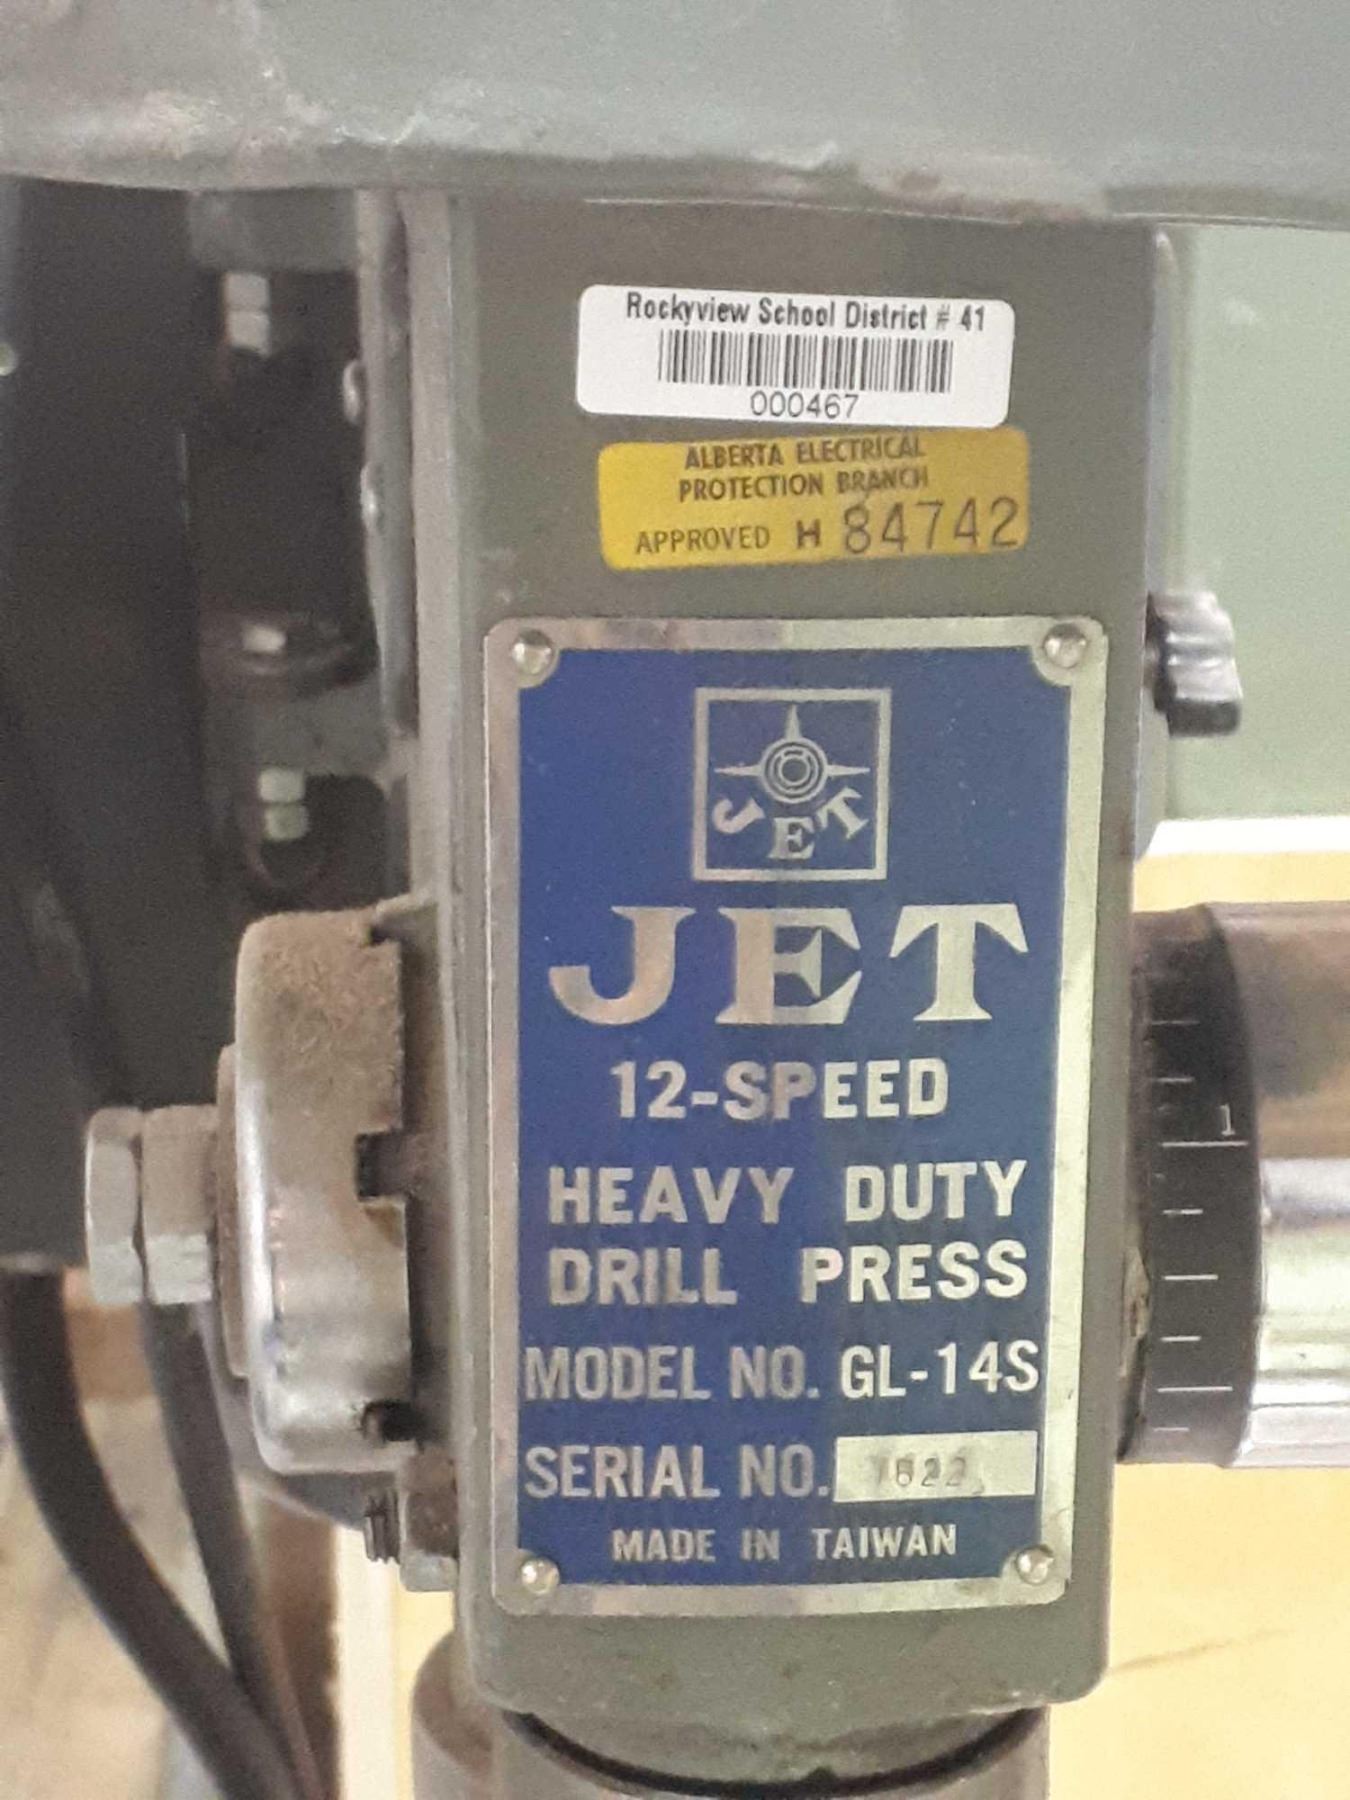 Rockyview School District # 41
000467
ALBERTA ELECTRICAL
PROTECTION BRANCH
APPROVED H 84742
JET
JET
12-SPEED
HEAVY DUTY
DRILL PRESS
MODEL NO. GL-14S
SERIAL NO.
MADE IN TAIWAN
1